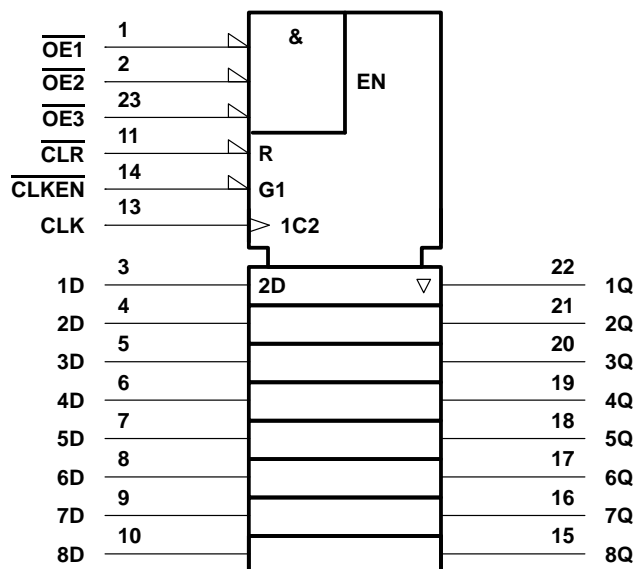 1 &
OE1
2
OE2 EN
23
OE3
11
CLR R
14
CLKEN G1
13
CLK 1C2
3 22
1D 2D 1Q
4 21
2D 2Q
5 20
3D 3Q
6 19
4D 4Q
7 18
5D 5Q
8 17
6D 6Q
9 16
7D 7Q
10 15
8D 8Q